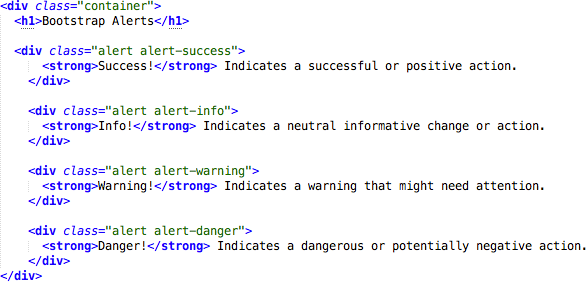 <div class="container">
<h1>Bootstrap Alerts</h1>
<div class="alert alert-success">
<strong>Success!</strong> Indicates a successful or positive action.
</div>
<div class="alert alert-info">
<strong>Info!</strong> Indicates a neutral informative change or action.
</div>
<div class="alert alert-warning">
<strong>Warning!</strong> Indicates a warning that might need attention.
</div>
<div class="alert alert-danger">
<strong>Danger!</strong> Indicates a dangerous or potentially negative action.
</div>
</div>